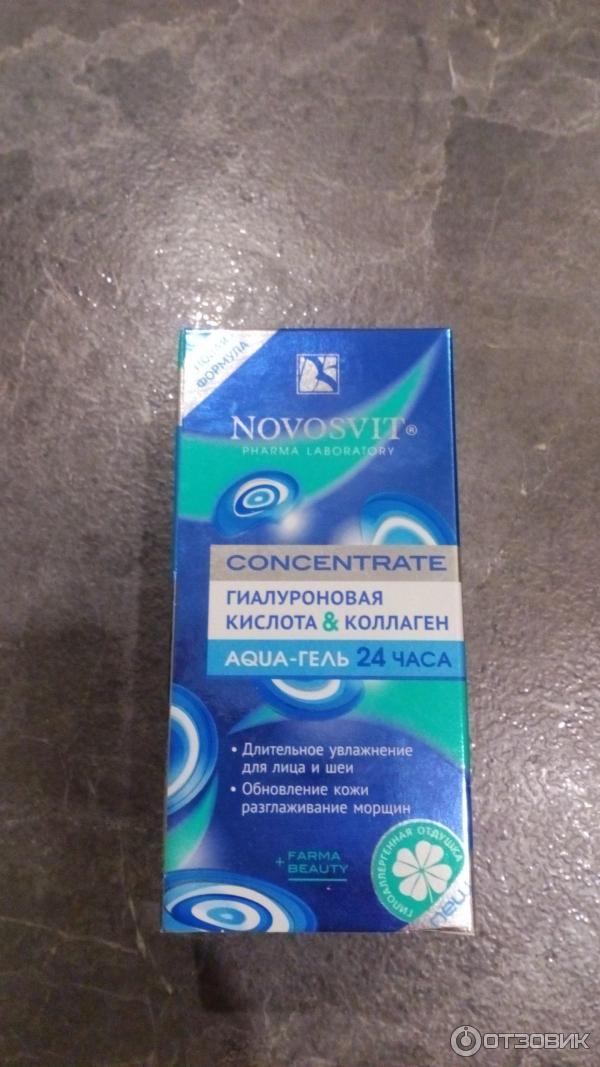 НОВАЯ
ФОРМУЛА
NOVOSVIT®
PHARMA LABORATORY
CONCENTRATE
ГИАЛУРОНОВАЯ
КИСЛОТА & КОЛЛАГЕН
AQUA-ГЕЛЬ 24 ЧАСА
• Длительное увлажнение
для лица и шеи
• Обновление кожи
разглаживание морщин
+ FARMA
BEAUTY
ГИПОАЛЛЕРГЕННАЯ ОТДУШКА
new
ОТЗОВИК